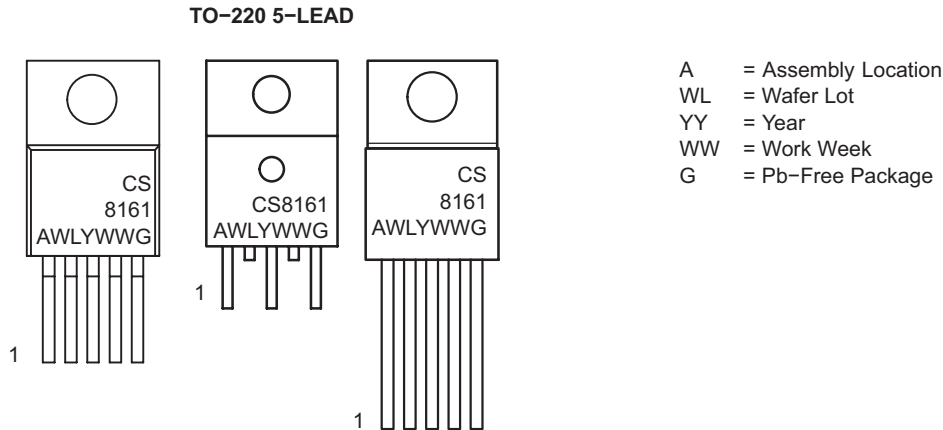 TO−220 5−LEAD
CS
8161
AWLYWWG
1
CS8161
AWLYWWG
1
CS
8161
AWLYWWG
1
A = Assembly Location
WL = Wafer Lot
YY = Year
WW = Work Week
G = Pb−Free Package